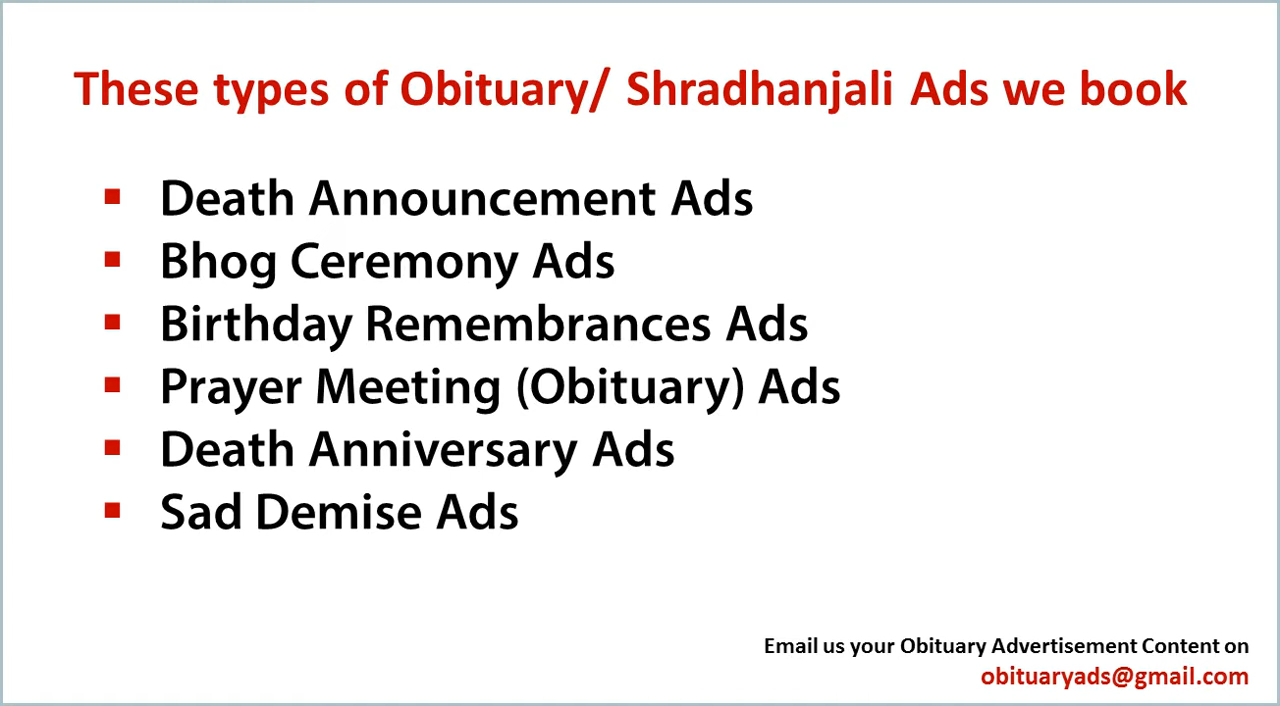 These types of Obituary/ Shradhanjali Ads we book
▪ Death Announcement Ads
▪ Bhog Ceremony Ads
▪ Birthday Remembrances Ads
▪ Prayer Meeting (Obituary) Ads
▪ Death Anniversary Ads
▪ Sad Demise Ads
Email us your Obituary Advertisement Content on
obituaryads@gmail.com